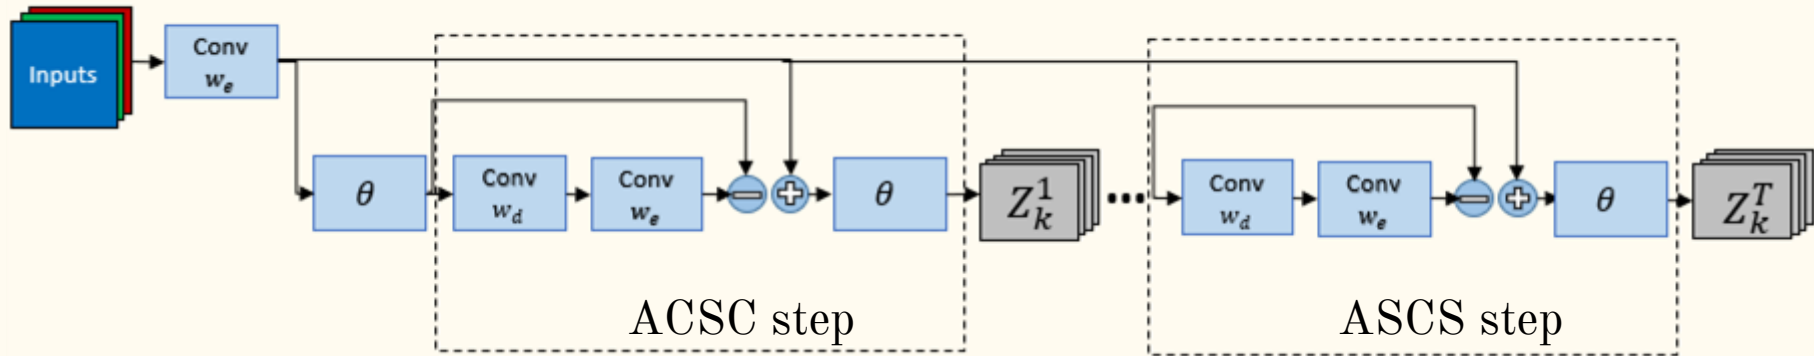 Inputs
Conv
w_e
θ
Conv
w_d
Conv
w_e
θ
Z_k^1
...
Conv
w_d
Conv
w_e
θ
Z_k^T
ACSC step
ASCS step